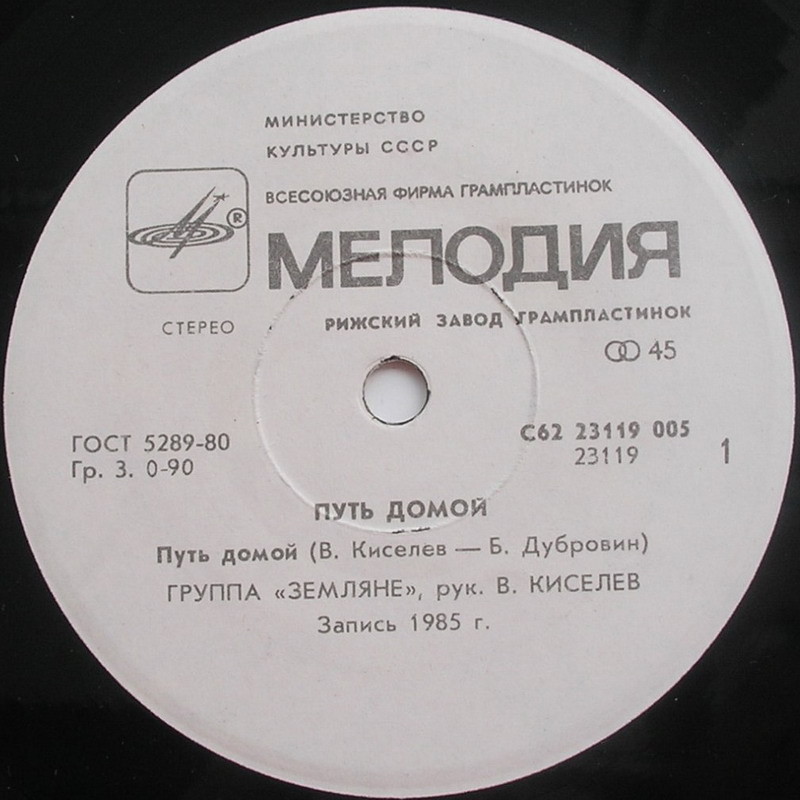 МИНИСТЕРСТВО
КУЛЬТУРЫ СССР
ВСЕСОЮЗНАЯ ФИРМА ГРАМПЛАСТИНОК
®
МЕЛОДИЯ
СТЕРЕО
РИЖСКИЙ ЗАВОД ГРАМПЛАСТИНОК
45
ГОСТ 5289-80
Гр. 3. 0-90
С62 23119 005
23119
1
ПУТЬ ДОМОЙ
Путь домой (В. Киселев — Б. Дубровин)
ГРУППА «ЗЕМЛЯНЕ», рук. В. КИСЕЛЕВ
Запись 1985 г.